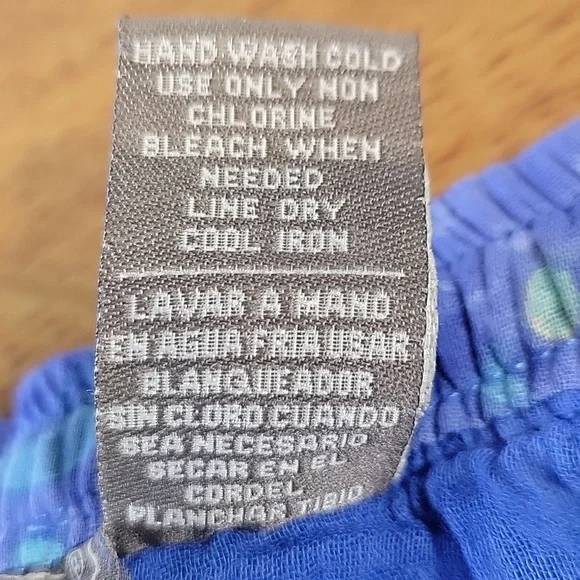 HAND WASH COLD
USE ONLY NON
CHLORINE
BLEACH WHEN
NEEDED
LINE DRY
COOL IRON
LAVAR A MANO
EN AGUA FRIA USAR
BLANQUEADOR
SIN CLORO CUANDO
SEA NECESARIO
SECAR EN EL
CORDEL
PLANCHAR TIBIO